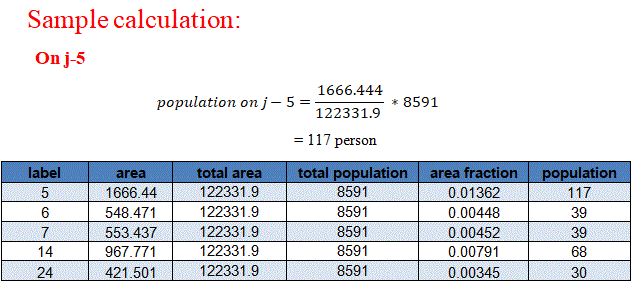 Sample calculation:
On j-5
population on j − 5 = 1666.444 / 122331.9 * 8591
= 117 person
label area total area total population area fraction population
5 1666.44 122331.9 8591 0.01362 117
6 548.471 122331.9 8591 0.00448 39
7 553.437 122331.9 8591 0.00452 39
14 967.771 122331.9 8591 0.00791 68
24 421.501 122331.9 8591 0.00345 30